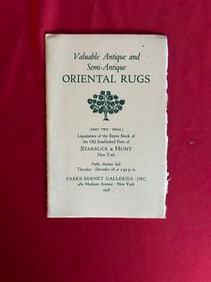 Valuable Antique and
Semi-Antique
ORIENTAL RUGS
[PART TWO · FINAL]
Liquidation of the Entire Stock of
the Old Established Firm of
STARBUCK & HUNT
New York
Public Auction Sale
Thursday · December 18 at 1:45 p.m.
PARKE-BERNET GALLERIES · INC
980 Madison Avenue · New York
1958